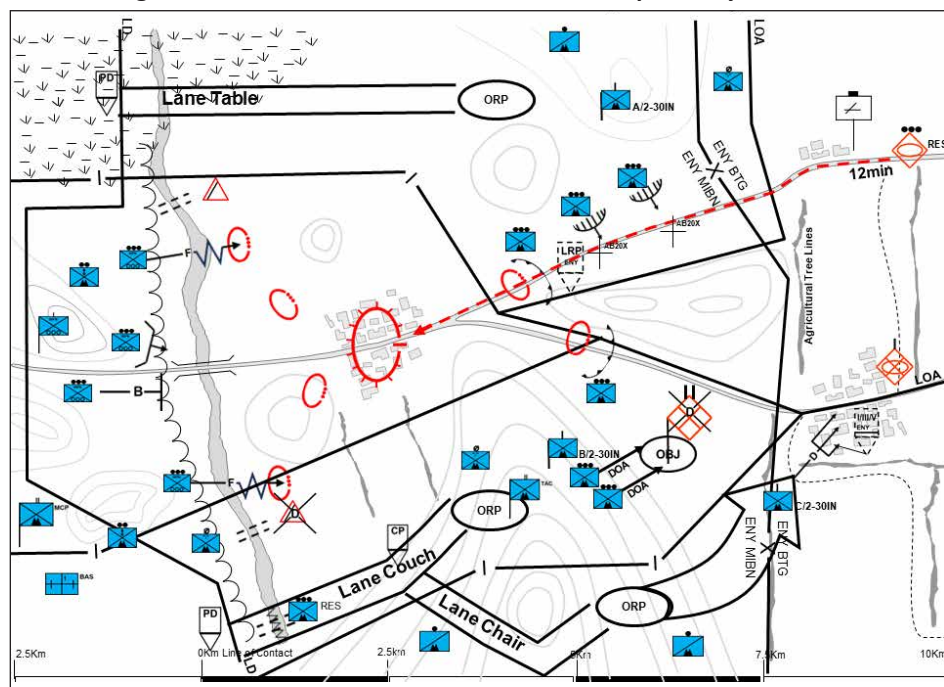 LD
LOA
PD
Lane Table
ORP
A/2-30IN
ENY BTG
ENY MIBN
RES
12min
AB20X
AB20X
LRP
ENY
F
Agricultural Tree Lines
B
LOA
D
OBJ
I/III/V
ENY
B/2-30IN
DOA
DOA
D
F
TAC
D
MCP
ORP
C/2-30IN
CP
ENY MIBN
ENY BTG
BAS
Lane Couch
RES
ORP
PD
Lane Chair
LD
2.5Km
0Km Line of Contact
2.5km
10Km